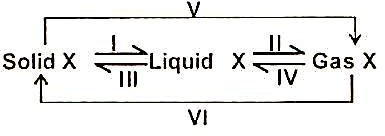 V
I II
Solid X Liquid X Gas X
III IV
VI